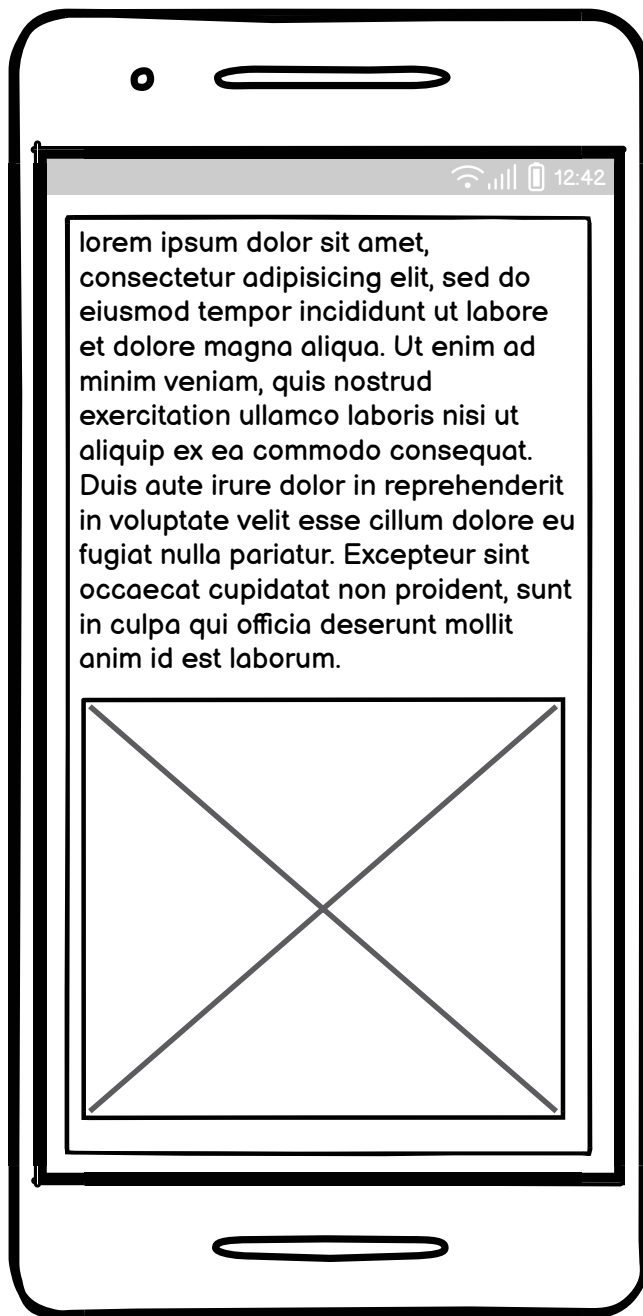 12:42
lorem ipsum dolor sit amet,
consectetur adipisicing elit, sed do
eiusmod tempor incididunt ut labore
et dolore magna aliqua. Ut enim ad
minim veniam, quis nostrud
exercitation ullamco laboris nisi ut
aliquip ex ea commodo consequat.
Duis aute irure dolor in reprehenderit
in voluptate velit esse cillum dolore eu
fugiat nulla pariatur. Excepteur sint
occaecat cupidatat non proident, sunt
in culpa qui officia deserunt mollit
anim id est laborum.